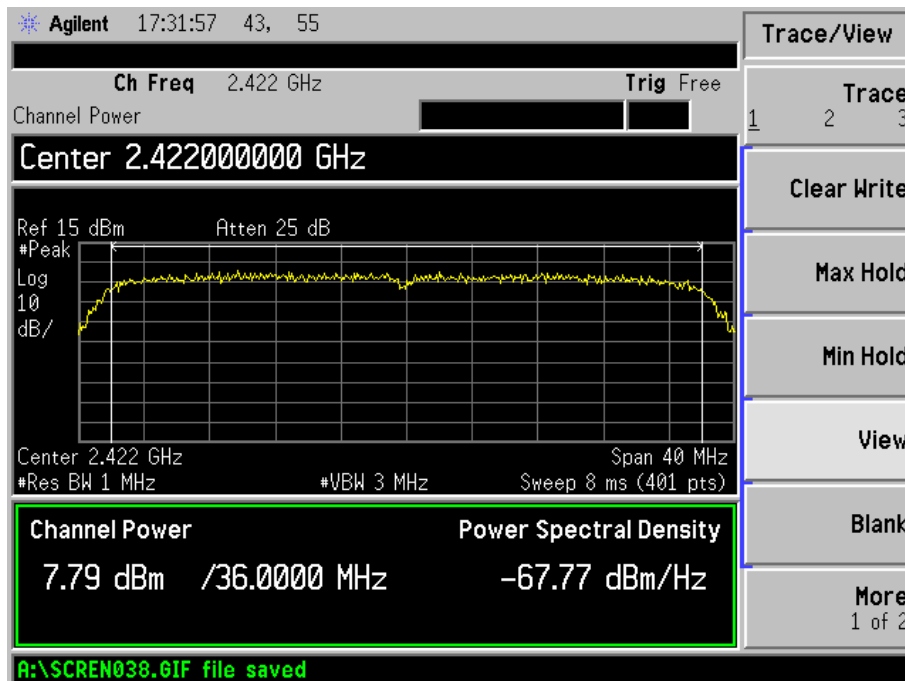 Agilent 17:31:57 43, 55
Ch Freq 2.422 GHz Trig Free
Channel Power
Center 2.422000000 GHz
Ref 15 dBm Atten 25 dB
#Peak
Log
10
dB/
Center 2.422 GHz Span 40 MHz
#Res BW 1 MHz #VBW 3 MHz Sweep 8 ms (401 pts)
Channel Power Power Spectral Density
7.79 dBm /36.0000 MHz -67.77 dBm/Hz
A:\SCREN038.GIF file saved
Trace/View
Trace
1 2 3
Clear Write
Max Hold
Min Hold
View
Blank
More
1 of 2